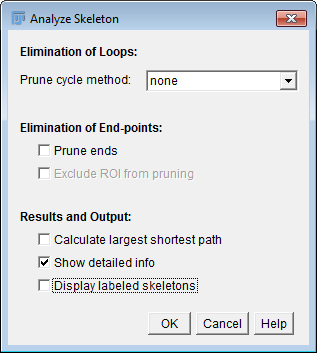 Analyze Skeleton
Elimination of Loops:
Prune cycle method: none
Elimination of End-points:
Prune ends
Exclude ROI from pruning
Results and Output:
Calculate largest shortest path
Show detailed info
Display labeled skeletons
OK Cancel Help